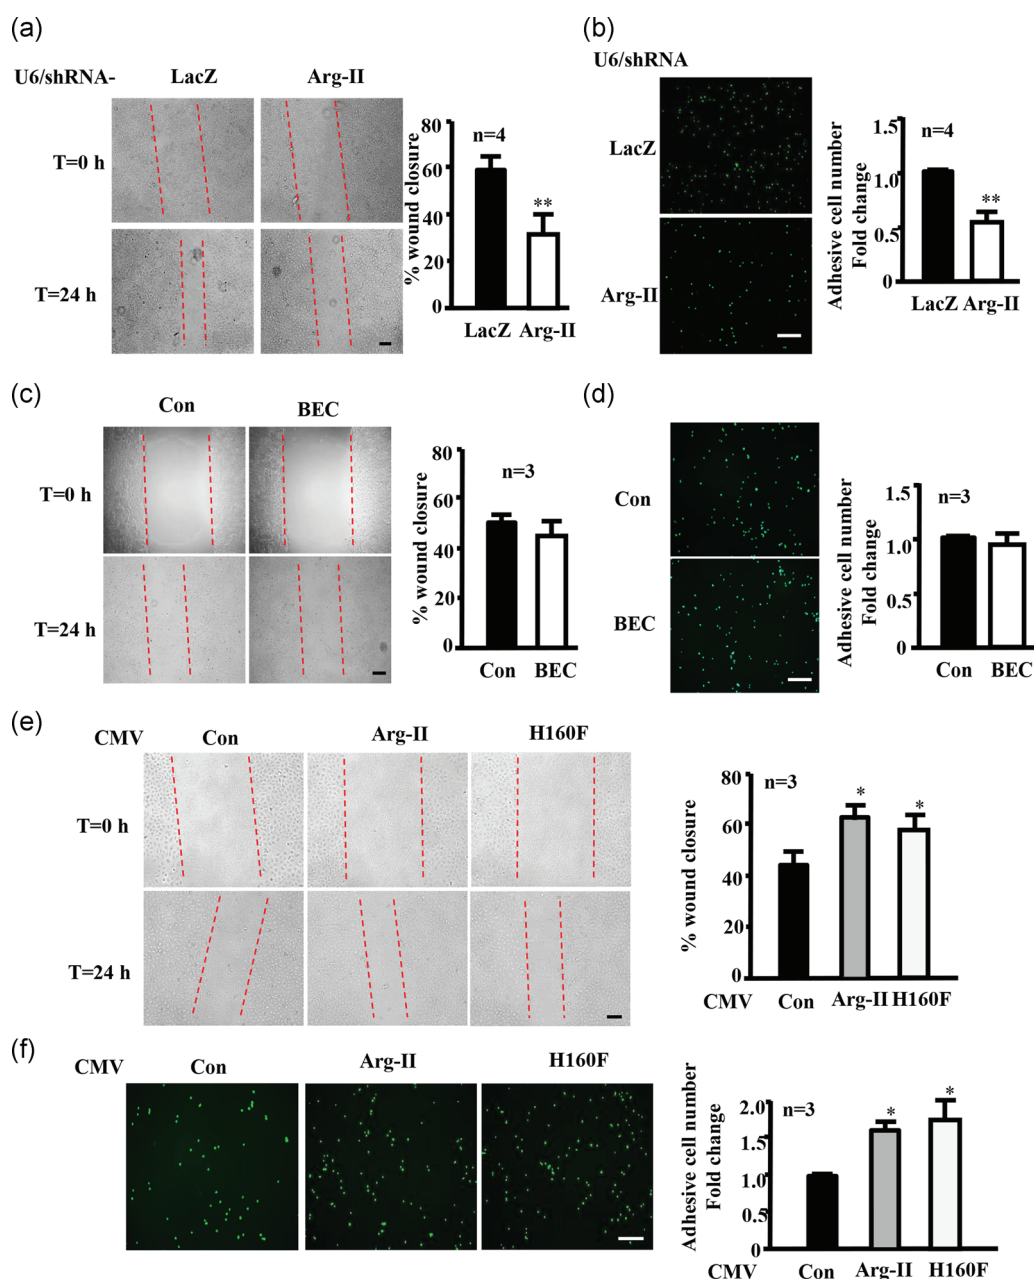 (a)
U6/shRNA- LacZ Arg-II
T=0 h
T=24 h
% wound closure
80
60
40
20
0
n=4
**
LacZ Arg-II
(b)
U6/shRNA
LacZ
Arg-II
Adhesive cell number
Fold change
1.5
1.0
0.5
0
n=4
**
LacZ Arg-II
(c)
Con BEC
T=0 h
T=24 h
% wound closure
80
60
40
20
0
n=3
Con BEC
(d)
Con
BEC
Adhesive cell number
Fold change
1.5
1.0
0.5
0
n=3
Con BEC
(e)
CMV Con Arg-II H160F
T=0 h
T=24 h
% wound closure
80
60
40
20
0
n=3
*
*
CMV Con Arg-II H160F
(f)
CMV Con Arg-II H160F
Adhesive cell number
Fold change
2.0
1.5
1.0
0.5
0
n=3
*
*
CMV Con Arg-II H160F